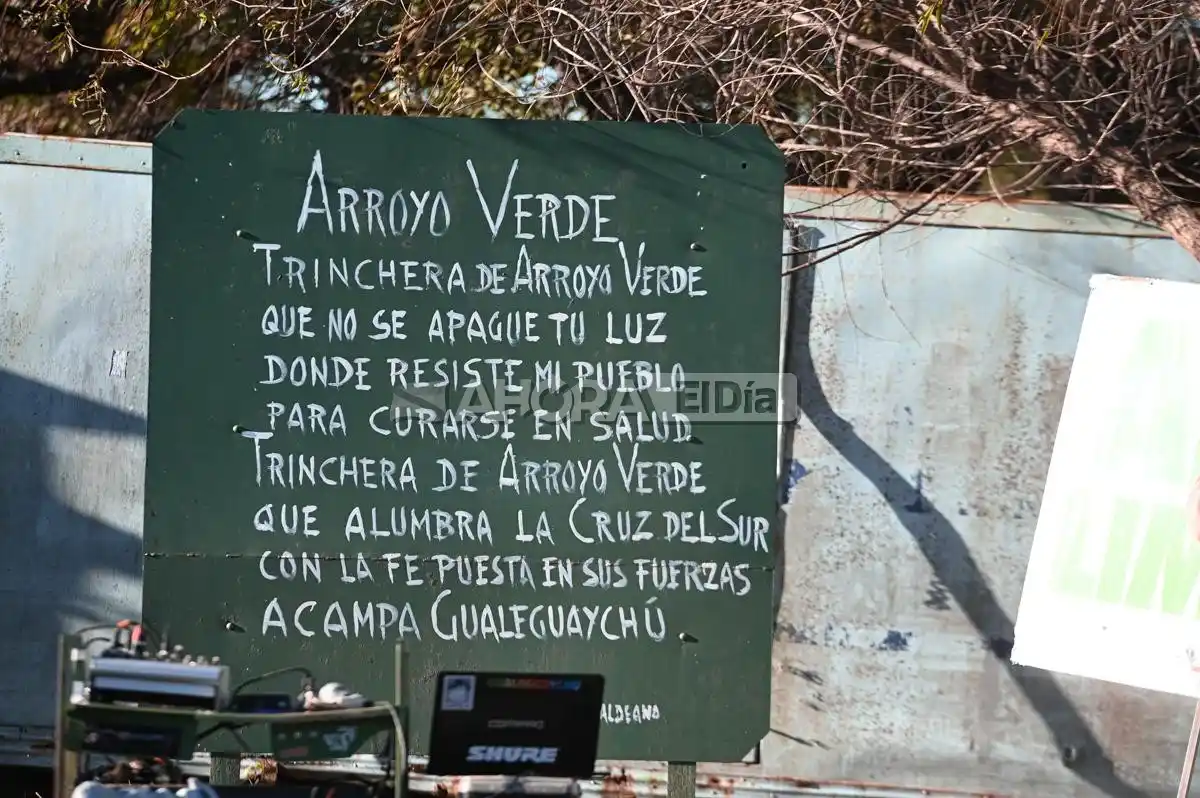 ARROYO VERDE
TRINCHERA DE ARROYO VERDE
QUE NO SE APAGUE TU LUZ
DONDE RESISTE MI PUEBLO
PARA CURARSE EN SALUD
TRINCHERA DE ARROYO VERDE
QUE ALUMBRA LA CRUZ DEL SUR
CON LA FE PUESTA EN SUS FUERZAS
ACAMPA GUALEGUAYCHÚ
ALDEANO
AHORA ElDía
SHURE